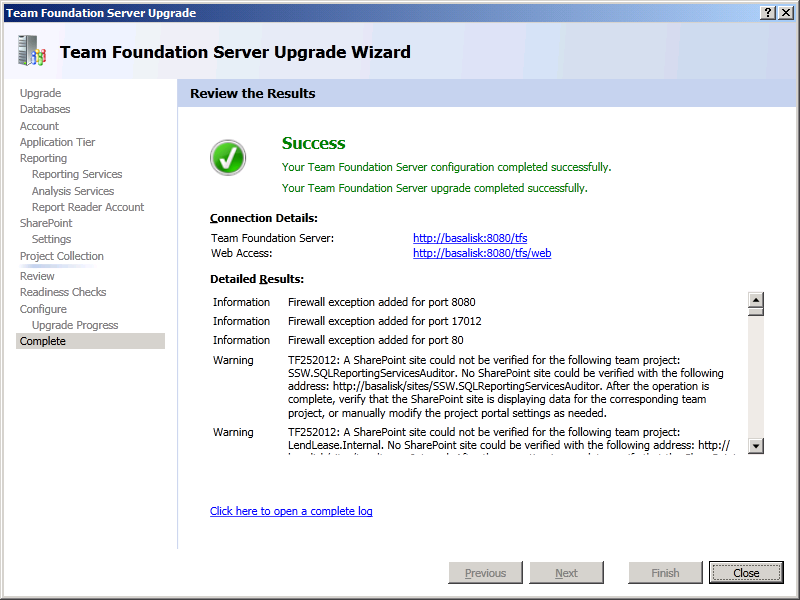 Team Foundation Server Upgrade
Team Foundation Server Upgrade Wizard
Upgrade
Databases
Account
Application Tier
Reporting
Reporting Services
Analysis Services
Report Reader Account
SharePoint
Settings
Project Collection
Review
Readiness Checks
Configure
Upgrade Progress
Complete
Review the Results
Success
Your Team Foundation Server configuration completed successfully.
Your Team Foundation Server upgrade completed successfully.
Connection Details:
Team Foundation Server: http://basalisk:8080/tfs
Web Access: http://basalisk:8080/tfs/web
Detailed Results:
Information Firewall exception added for port 8080
Information Firewall exception added for port 17012
Information Firewall exception added for port 80
Warning TF252012: A SharePoint site could not be verified for the following team project:
SSW.SQLReportingServicesAuditor. No SharePoint site could be verified with the following
address: http://basalisk/sites/SSW.SQLReportingServicesAuditor. After the operation is
complete, verify that the SharePoint site is displaying data for the corresponding team
project, or manually modify the project portal settings as needed.
Warning TF252012: A SharePoint site could not be verified for the following team project:
LendLease.Internal. No SharePoint site could be verified with the following address: http://
Click here to open a complete log
Previous Next Finish Close